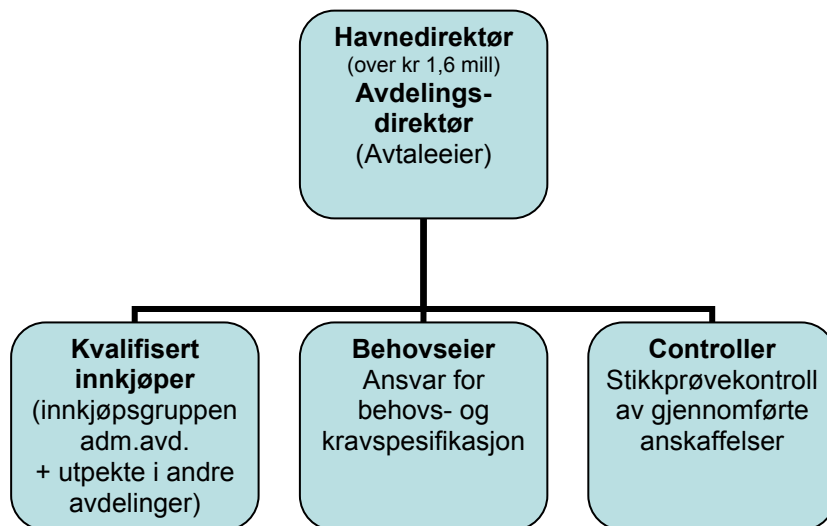 Havnedirektør
(over kr 1,6 mill)
Avdelings-
direktør
(Avtaleeier)
Kvalifisert
innkjøper
(innkjøpsgruppen
adm.avd.
+ utpekte i andre
avdelinger)
Behovseier
Ansvar for
behovs- og
kravspesifikasjon
Controller
Stikkprøvekontroll
av gjennomførte
anskaffelser